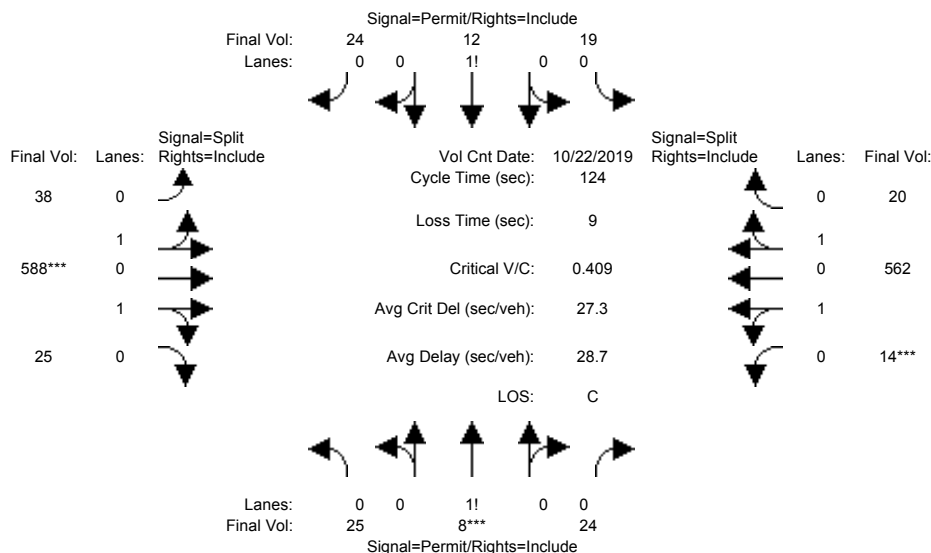 Signal=Permit/Rights=Include
Final Vol: 24 12 19
Lanes: 0 0 1! 0 0
Signal=Split
Final Vol: Lanes: Rights=Include
Vol Cnt Date: 10/22/2019
Signal=Split
Rights=Include Lanes: Final Vol:
Cycle Time (sec): 124
38 0
0 20
Loss Time (sec): 9
1
1
588*** 0
Critical V/C: 0.409
0 562
1
Avg Crit Del (sec/veh): 27.3
1
25 0
Avg Delay (sec/veh): 28.7
0 14***
LOS: C
Lanes: 0 0 1! 0 0
Final Vol: 25 8*** 24
Signal=Permit/Rights=Include